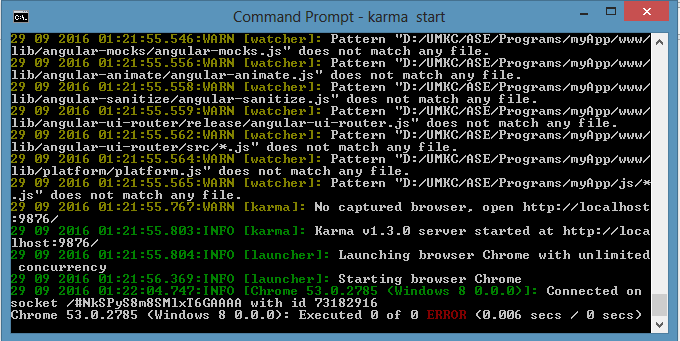 Command Prompt - karma start
29 09 2016 01:21:55.546:WARN [watcher]: Pattern "D:/UMKC/ASE/Programs/myApp/www/
lib/angular-mocks/angular-mocks.js" does not match any file.
29 09 2016 01:21:55.556:WARN [watcher]: Pattern "D:/UMKC/ASE/Programs/myApp/www/
lib/angular-animate/angular-animate.js" does not match any file.
29 09 2016 01:21:55.558:WARN [watcher]: Pattern "D:/UMKC/ASE/Programs/myApp/www/
lib/angular-sanitize/angular-sanitize.js" does not match any file.
29 09 2016 01:21:55.559:WARN [watcher]: Pattern "D:/UMKC/ASE/Programs/myApp/www/
lib/angular-ui-router/release/angular-ui-router.js" does not match any file.
29 09 2016 01:21:55.562:WARN [watcher]: Pattern "D:/UMKC/ASE/Programs/myApp/www/
lib/angular-ui-router/src/*.js" does not match any file.
29 09 2016 01:21:55.564:WARN [watcher]: Pattern "D:/UMKC/ASE/Programs/myApp/www/
lib/platform/platform.js" does not match any file.
29 09 2016 01:21:55.565:WARN [watcher]: Pattern "D:/UMKC/ASE/Programs/myApp/js/*
.js" does not match any file.
29 09 2016 01:21:55.767:WARN [karma]: No captured browser, open http://localhost
:9876/
29 09 2016 01:21:55.803:INFO [karma]: Karma v1.3.0 server started at http://loca
lhost:9876/
29 09 2016 01:21:55.804:INFO [launcher]: Launching browser Chrome with unlimited
concurrency
29 09 2016 01:21:56.369:INFO [launcher]: Starting browser Chrome
29 09 2016 01:22:04.747:INFO [Chrome 53.0.2785 (Windows 8 0.0.0)]: Connected on
socket /#NkSPyS8m8SMlxT6GAAAA with id 73182916
Chrome 53.0.2785 (Windows 8 0.0.0): Executed 0 of 0 ERROR (0.006 secs / 0 secs)